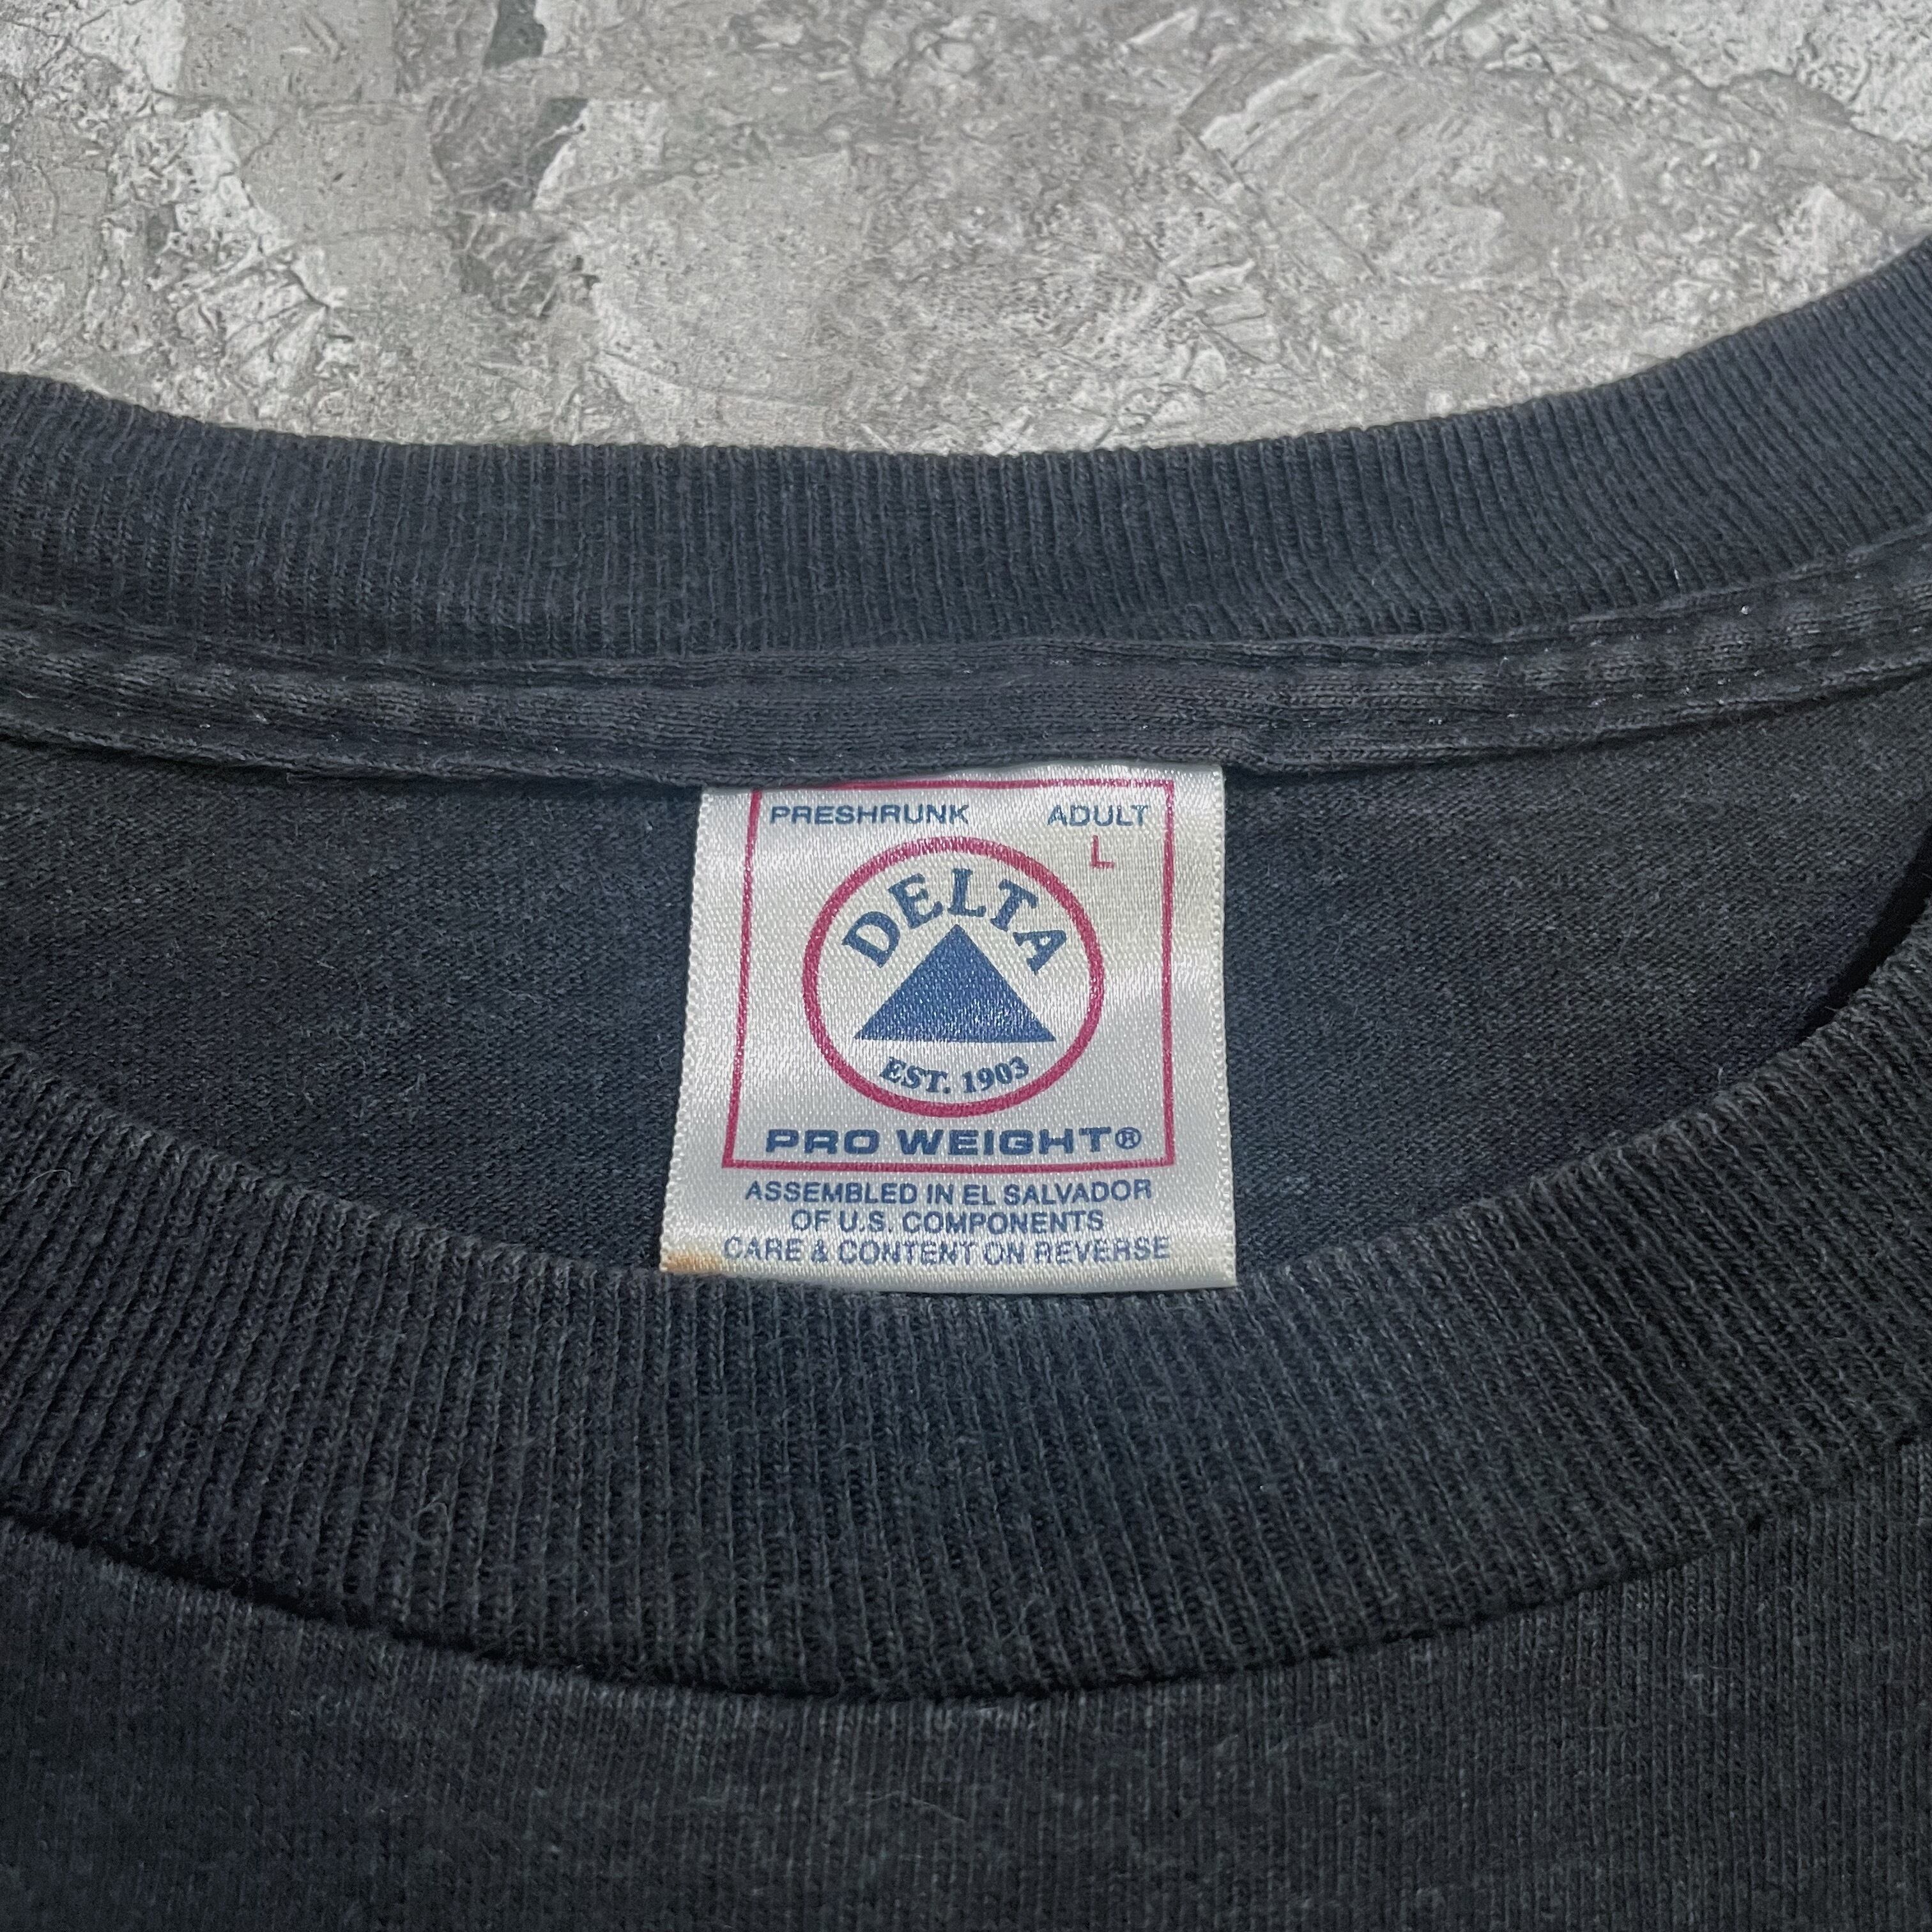 PRESHRUNK ADULT
L
DELTA
EST. 1903
PRO WEIGHT®
ASSEMBLED IN EL SALVADOR
OF U.S. COMPONENTS
CARE & CONTENT ON REVERSE